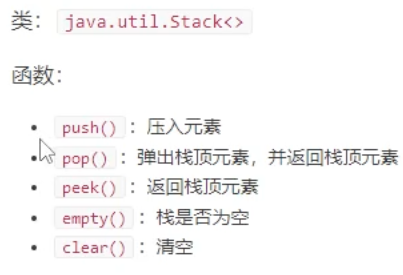 类： java.util.Stack<>
函数：
push() ：压入元素
pop() ：弹出栈顶元素，并返回栈顶元素
peek() ：返回栈顶元素
empty() ：栈是否为空
clear() ：清空